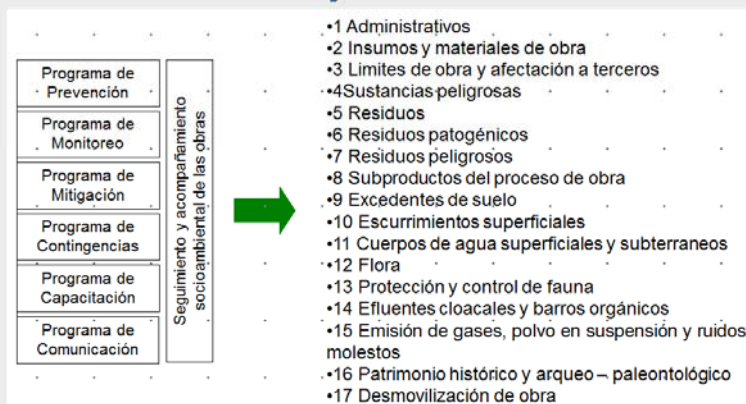 Programa de
Prevención
Programa de
Monitoreo
Programa de
Mitigación
Programa de
Contingencias
Programa de
Capacitación
Programa de
Comunicación
Seguimiento y acompañamiento
socioambiental de las obras
•1 Administrativos
•2 Insumos y materiales de obra
•3 Limites de obra y afectación a terceros
•4Sustancias peligrosas
•5 Residuos
•6 Residuos patogénicos
•7 Residuos peligrosos
•8 Subproductos del proceso de obra
•9 Excedentes de suelo
•10 Escurrimientos superficiales
•11 Cuerpos de agua superficiales y subterraneos
•12 Flora
•13 Protección y control de fauna
•14 Efluentes cloacales y barros orgánicos
•15 Emisión de gases, polvo en suspensión y ruidos
molestos
•16 Patrimonio histórico y arqueo – paleontológico
•17 Desmovilización de obra